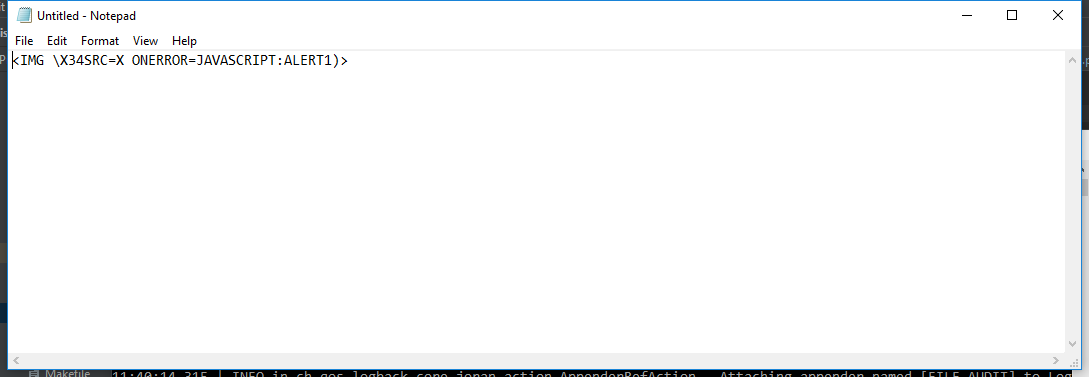 Untitled - Notepad
File Edit Format View Help
<IMG \X34SRC=X ONERROR=JAVASCRIPT:ALERT1)>
Makefile
11:40:14.315 | INFO in ch.qos.logback.core.joran.action.AppenderRefAction - Attaching appender named [FILE_AUDIT] to Log